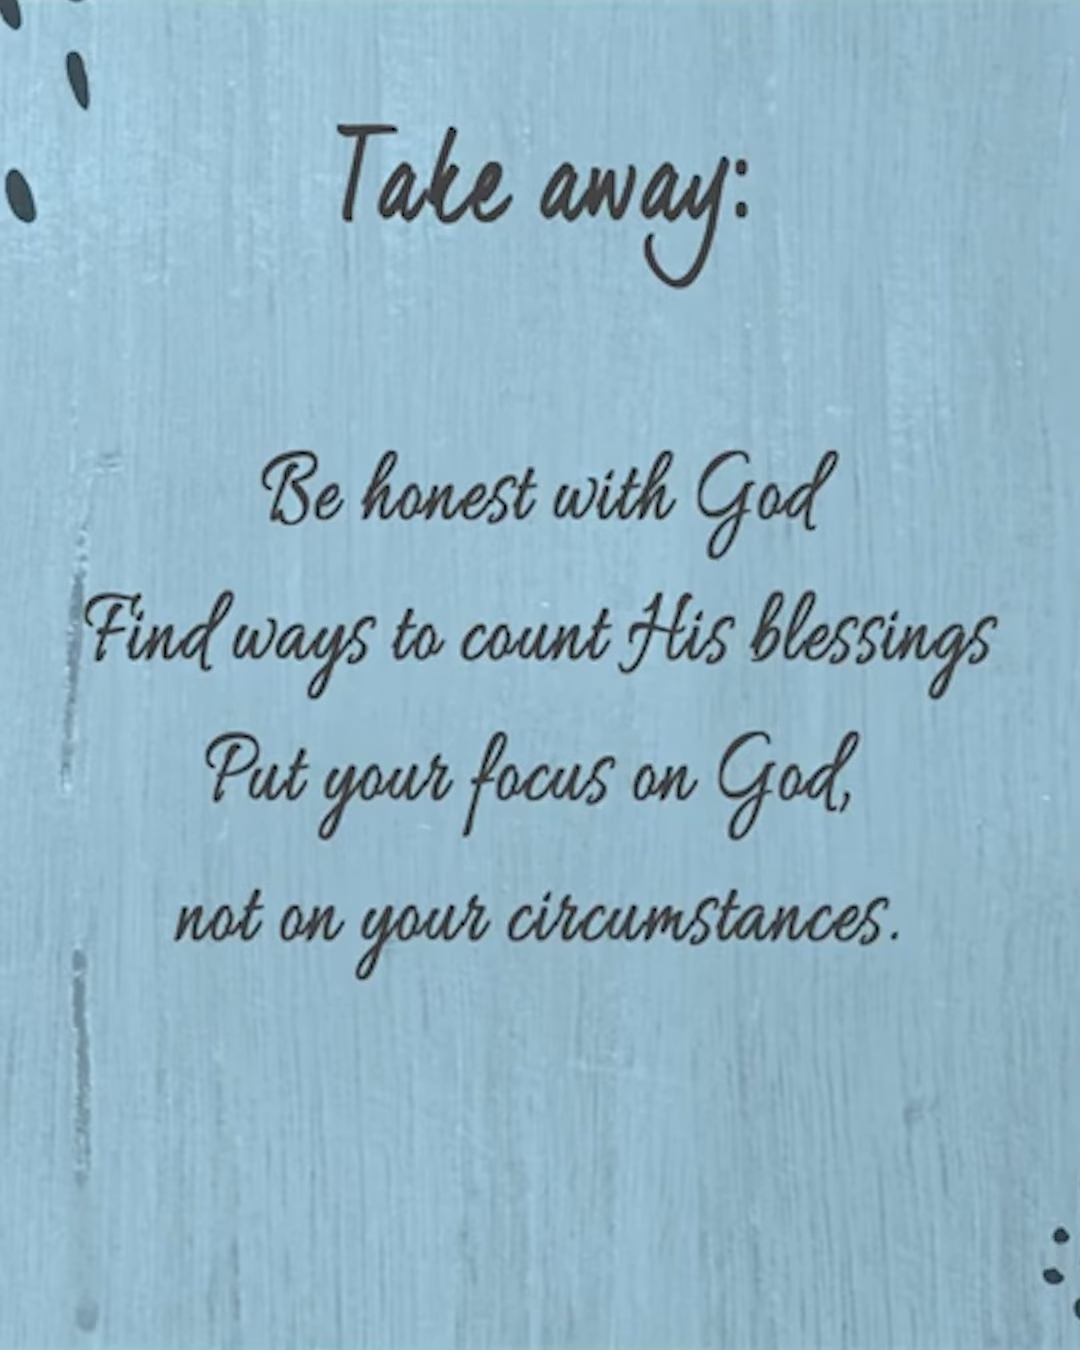 Take away:
Be honest with God
Find ways to count His blessings
Put your focus on God,
not on your circumstances.